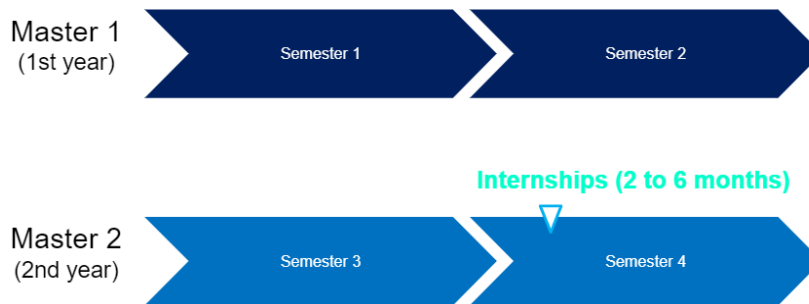 Master 1
(1st year)
Semester 1
Semester 2
Internships (2 to 6 months)
Master 2
(2nd year)
Semester 3
Semester 4